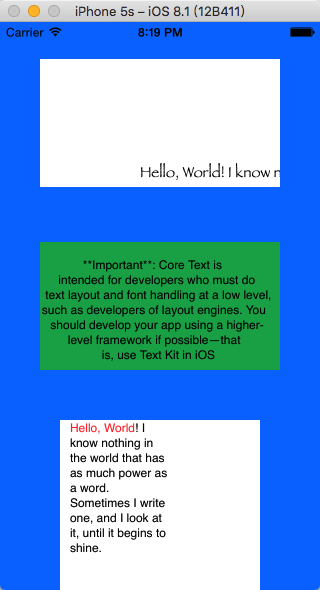 iPhone 5s – iOS 8.1 (12B411)
Carrier 8:19 PM
Hello, World! I know n
**Important**: Core Text is
intended for developers who must do
text layout and font handling at a low level,
such as developers of layout engines. You
should develop your app using a higher-
level framework if possible—that
is, use Text Kit in iOS
Hello, World! I
know nothing in
the world that has
as much power as
a word.
Sometimes I write
one, and I look at
it, until it begins to
shine.